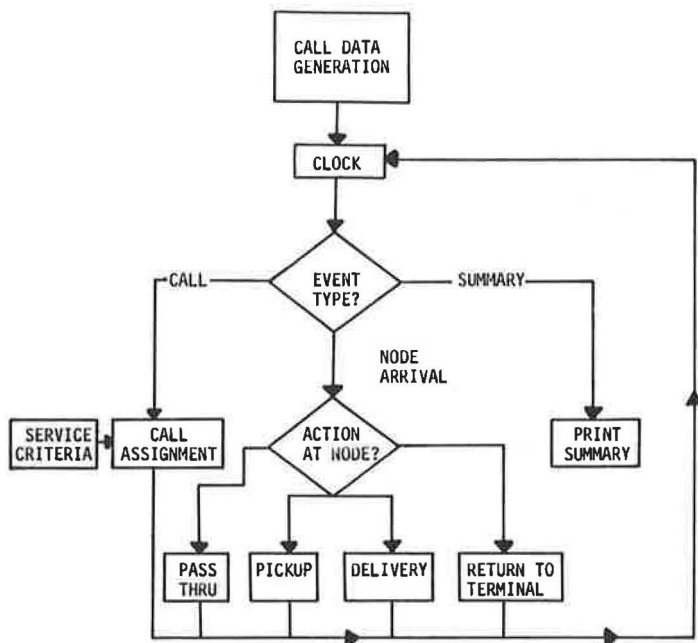 CALL DATA
GENERATION
CLOCK
EVENT
TYPE?
CALL
SUMMARY
NODE
ARRIVAL
SERVICE
CRITERIA
CALL
ASSIGNMENT
ACTION
AT NODE?
PRINT
SUMMARY
PASS
THRU
PICKUP
DELIVERY
RETURN TO
TERMINAL